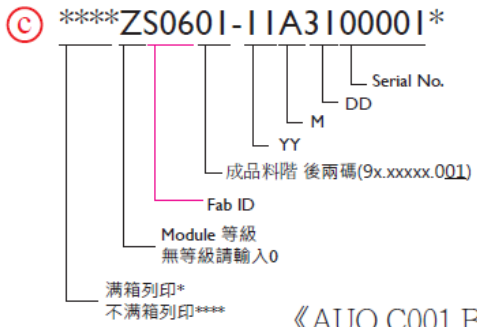 C ****ZS0601-11A3100001*
Serial No.
DD
M
YY
成品料階 後兩碼(9x.xxxxx.001)
Fab ID
Module 等級
無等級請輸入0
滿箱列印*
不滿箱列印****
《AUO C001 B